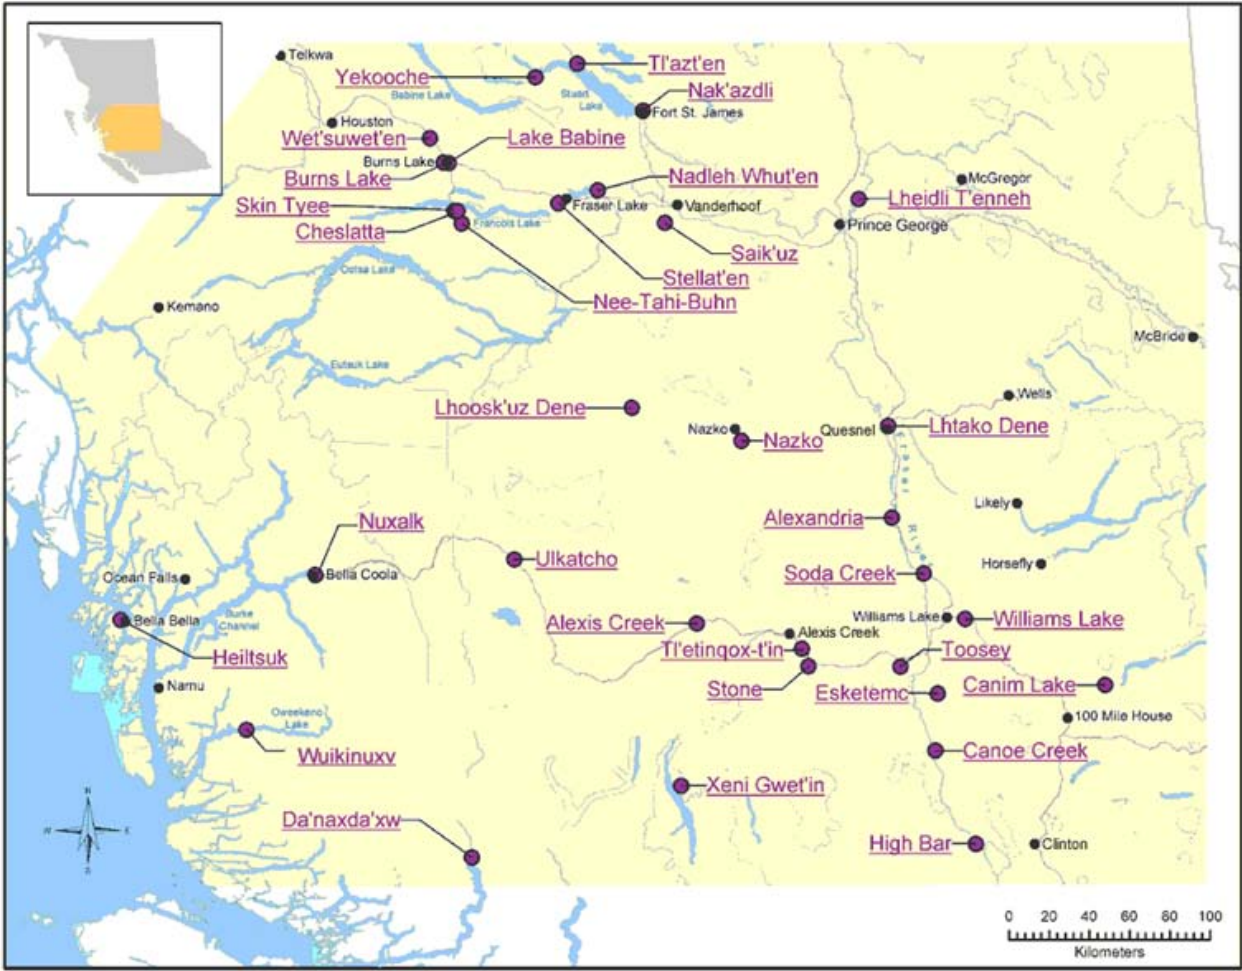 Telkwa
Tl'azt'en
Yekooche
Babine Lake
Stuart
Lake
Nak'azdli
Fort St. James
Houston
Wet'suwet'en
Lake Babine
Burns Lake
Burns Lake
Nadleh Whut'en
McGregor
Skin Tyee
Fraser Lake
Vanderhoof
Lheidli T'enneh
Cheslatta
Francois Lake
Prince George
Saik'uz
Ootsa Lake
Stellat'en
Nee-Tahi-Buhn
Kemano
McBride
Eutsuk Lake
Wells
Lhoosk'uz Dene
Nazko
Nazko
Quesnel
Lhtako Dene
Fraser River
Likely
Alexandria
Nuxalk
Ulkatcho
Horsefly
Ocean Falls
Bella Coola
Soda Creek
Burke
Channel
Bella Bella
Alexis Creek
Alexis Creek
Williams Lake
Williams Lake
Heiltsuk
Tl'etinqox-t'in
Toosey
Namu
Stone
Esketemc
Canim Lake
Oweekeno
Lake
100 Mile House
Wuikinuxv
Canoe Creek
Xeni Gwet'in
Da'naxda'xw
High Bar
Clinton
N
W E
S
0 20 40 60 80 100
Kilometers